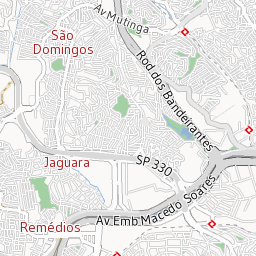 Av Mutinga
São
Domingos
Rod dos Bandeirantes
Jaguara
SP 330
Av Emb Macedo Soares
Remédios